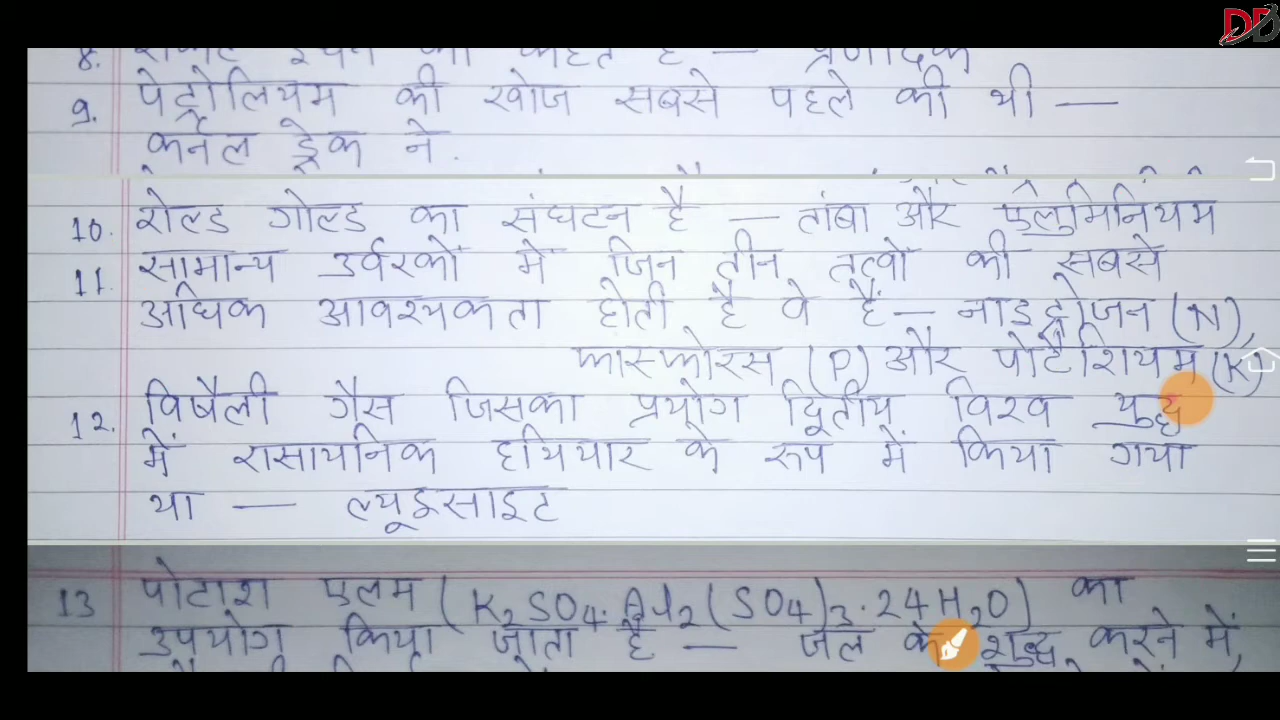 DD
8.
9. पेट्रोलियम की खोज सबसे पहले की थी —
कर्नल ड्रेक ने.
10. रोल्ड गोल्ड का संघटन है — तांबा और एलुमिनियम
11. सामान्य उर्वरकों में जिन तीन तत्वों की सबसे
अधिक आवश्यकता होती है वे हैं — नाइट्रोजन (N),
फास्फोरस (P) और पोटैशियम (K)
12. विषैली गैस जिसका प्रयोग द्वितीय विश्व युद्ध
में रासायनिक हथियार के रूप में किया गया
था — ल्यूइसाइट
13 पोटाश एलम (K₂SO₄.Al₂(SO₄)₃.24H₂O) का
उपयोग किया जाता है — जल को शुद्ध करने में,